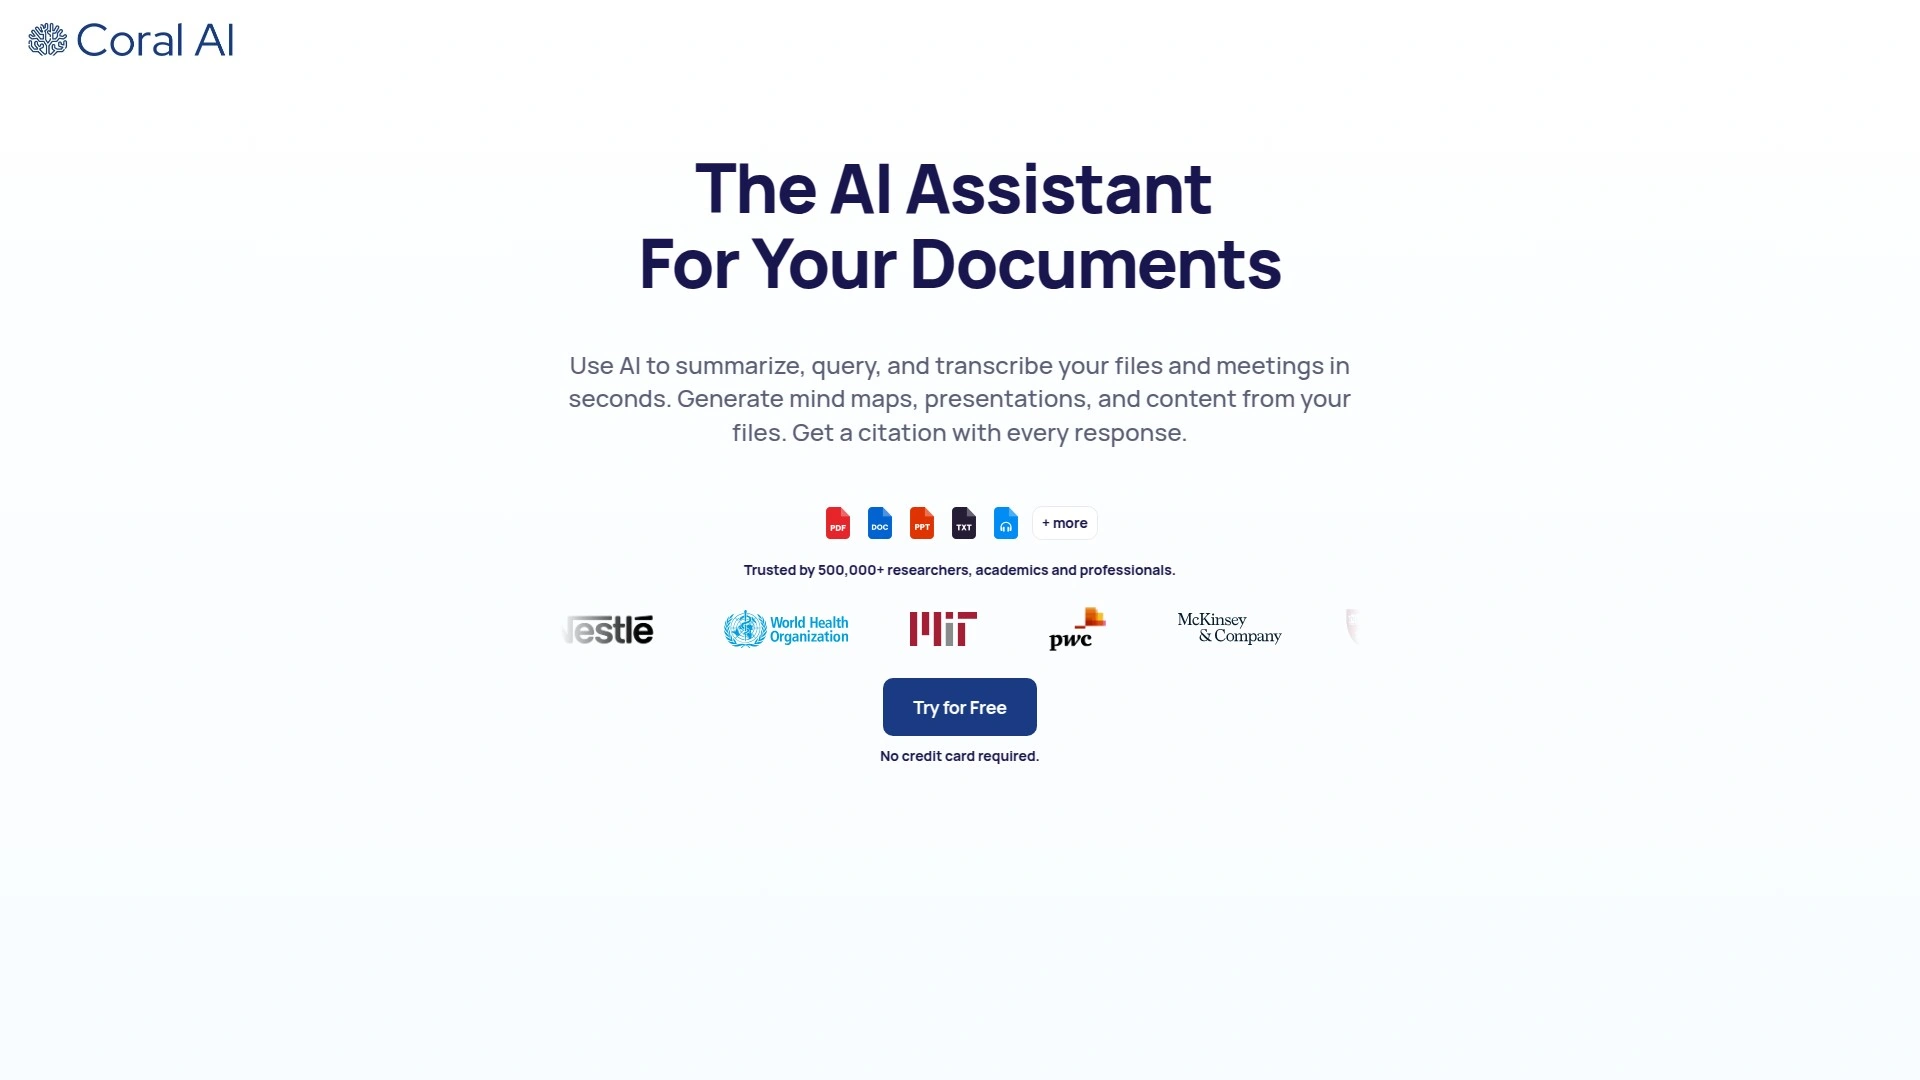 Coral AI
The AI Assistant
For Your Documents
Use AI to summarize, query, and transcribe your files and meetings in
seconds. Generate mind maps, presentations, and content from your
files. Get a citation with every response.
PDF DOC PPT TXT + more
Trusted by 500,000+ researchers, academics and professionals.
Nestlé World Health Organization MIT pwc McKinsey & Company
Try for Free
No credit card required.